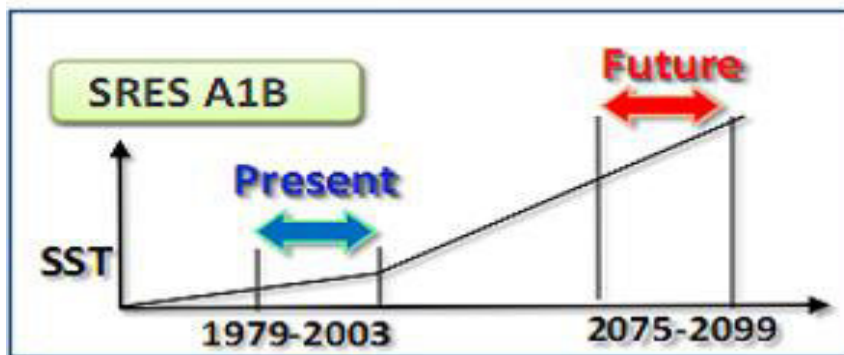 Future
SRES A1B
Present
SST
1979-2003
2075-2099